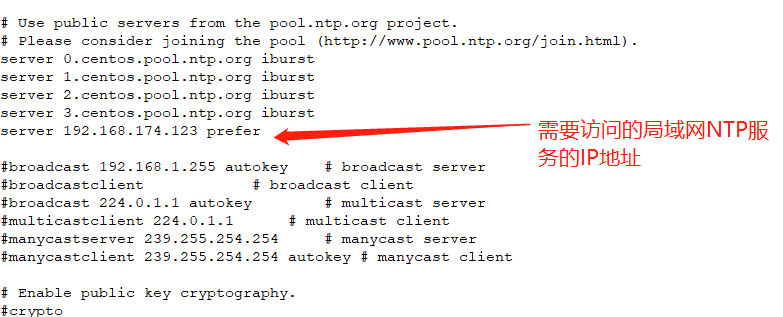 # Use public servers from the pool.ntp.org project.
# Please consider joining the pool (http://www.pool.ntp.org/join.html).
server 0.centos.pool.ntp.org iburst
server 1.centos.pool.ntp.org iburst
server 2.centos.pool.ntp.org iburst
server 3.centos.pool.ntp.org iburst
server 192.168.174.123 prefer
需要访问的局域网NTP服
务的IP地址
#broadcast 192.168.1.255 autokey    # broadcast server
#broadcastclient            # broadcast client
#broadcast 224.0.1.1 autokey        # multicast server
#multicastclient 224.0.1.1      # multicast client
#manycastserver 239.255.254.254     # manycast server
#manycastclient 239.255.254.254 autokey # manycast client
# Enable public key cryptography.
#crypto